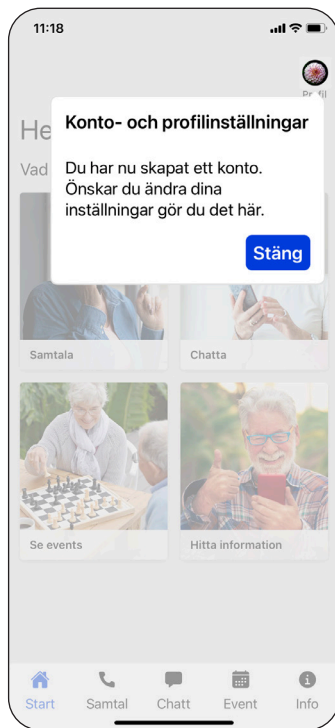 11:18
Profil
He
Konto- och profilinställningar
Vad
Du har nu skapat ett konto.
Önskar du ändra dina
inställningar gör du det här.
Stäng
Samtala
Chatta
Se events
Hitta information
Start
Samtal
Chatt
Event
Info